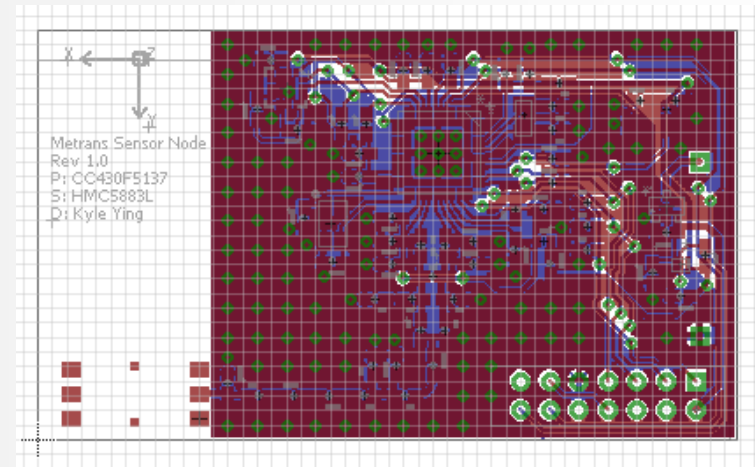 X Z
Y
Metrans Sensor Node
Rev 1.0
P: CC430F5137
S: HMC5883L
D: Kyle Ying